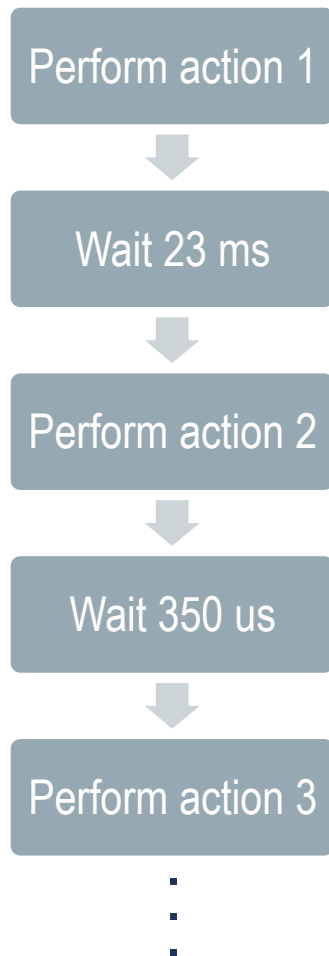 Perform action 1
Wait 23 ms
Perform action 2
Wait 350 us
Perform action 3